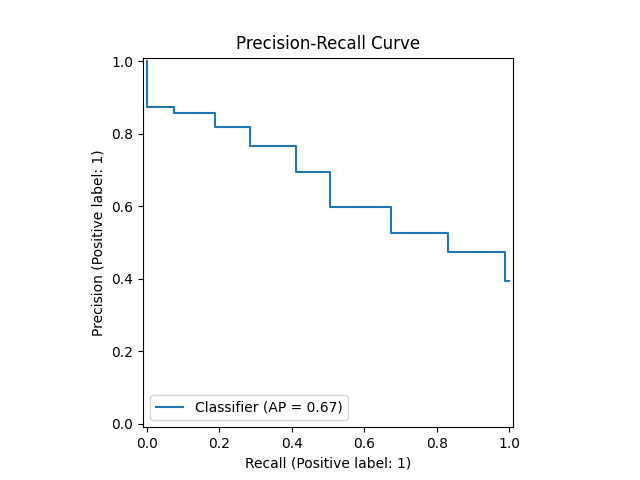 Precision-Recall Curve
1.0
0.8
0.6
0.4
0.2
0.0
Precision (Positive label: 1)
Classifier (AP = 0.67)
0.0 0.2 0.4 0.6 0.8 1.0
Recall (Positive label: 1)